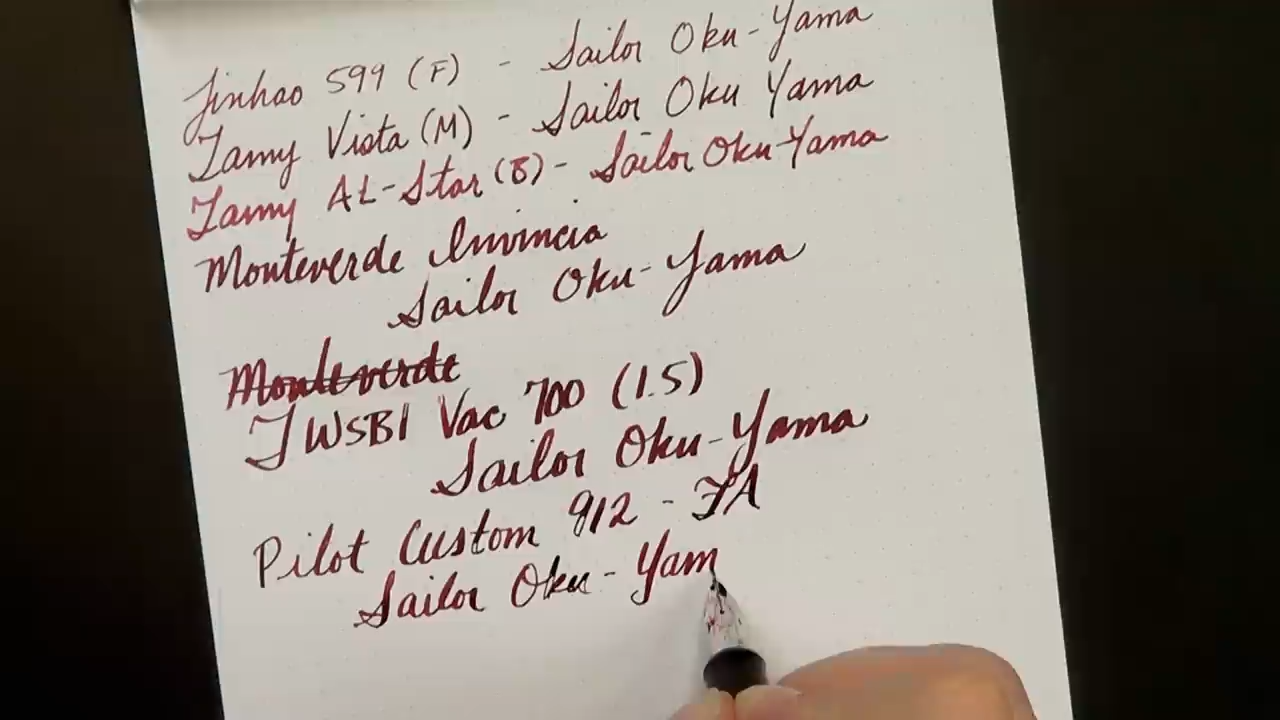 Jinhao 599 (F) - Sailor Oku-Yama
Lamy Vista (M) - Sailor Oku Yama
Lamy AL-Star (B) - Sailor Oku-Yama
Monteverde Invincia
Sailor Oku-Yama
Monteverde
TWSBI Vac 700 (1.5)
Sailor Oku-Yama
Pilot Custom 912 - FA
Sailor Oku-Yam